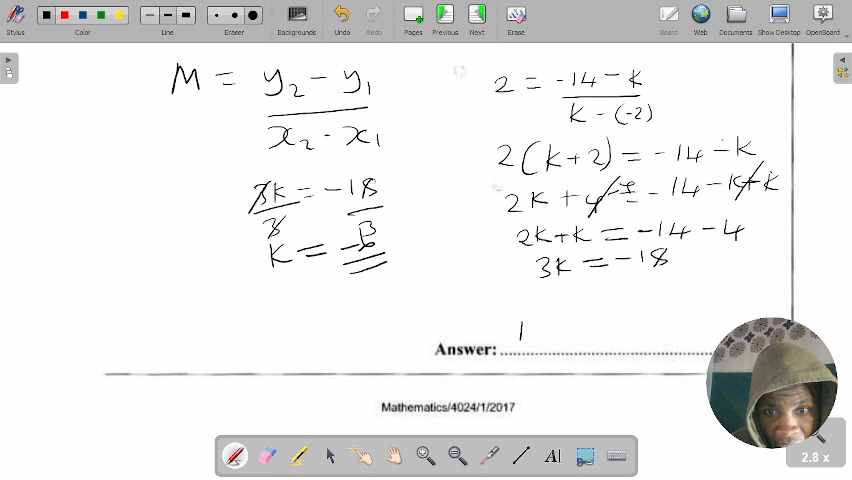 Stylus Color Line Eraser Backgrounds Undo Redo Pages Previous Next Erase Board Web Documents Show Desktop OpenBoard
M = y₂ - y₁ / x₂ - x₁
3k = -18
3 3
k = -6
2 = -14 - k / k - (-2)
2(k+2) = -14 - k
2k + 4 = -14 - k + k
2k + k = -14 - 4
3k = -18
Answer:
Mathematics/4024/1/2017
2.8 x